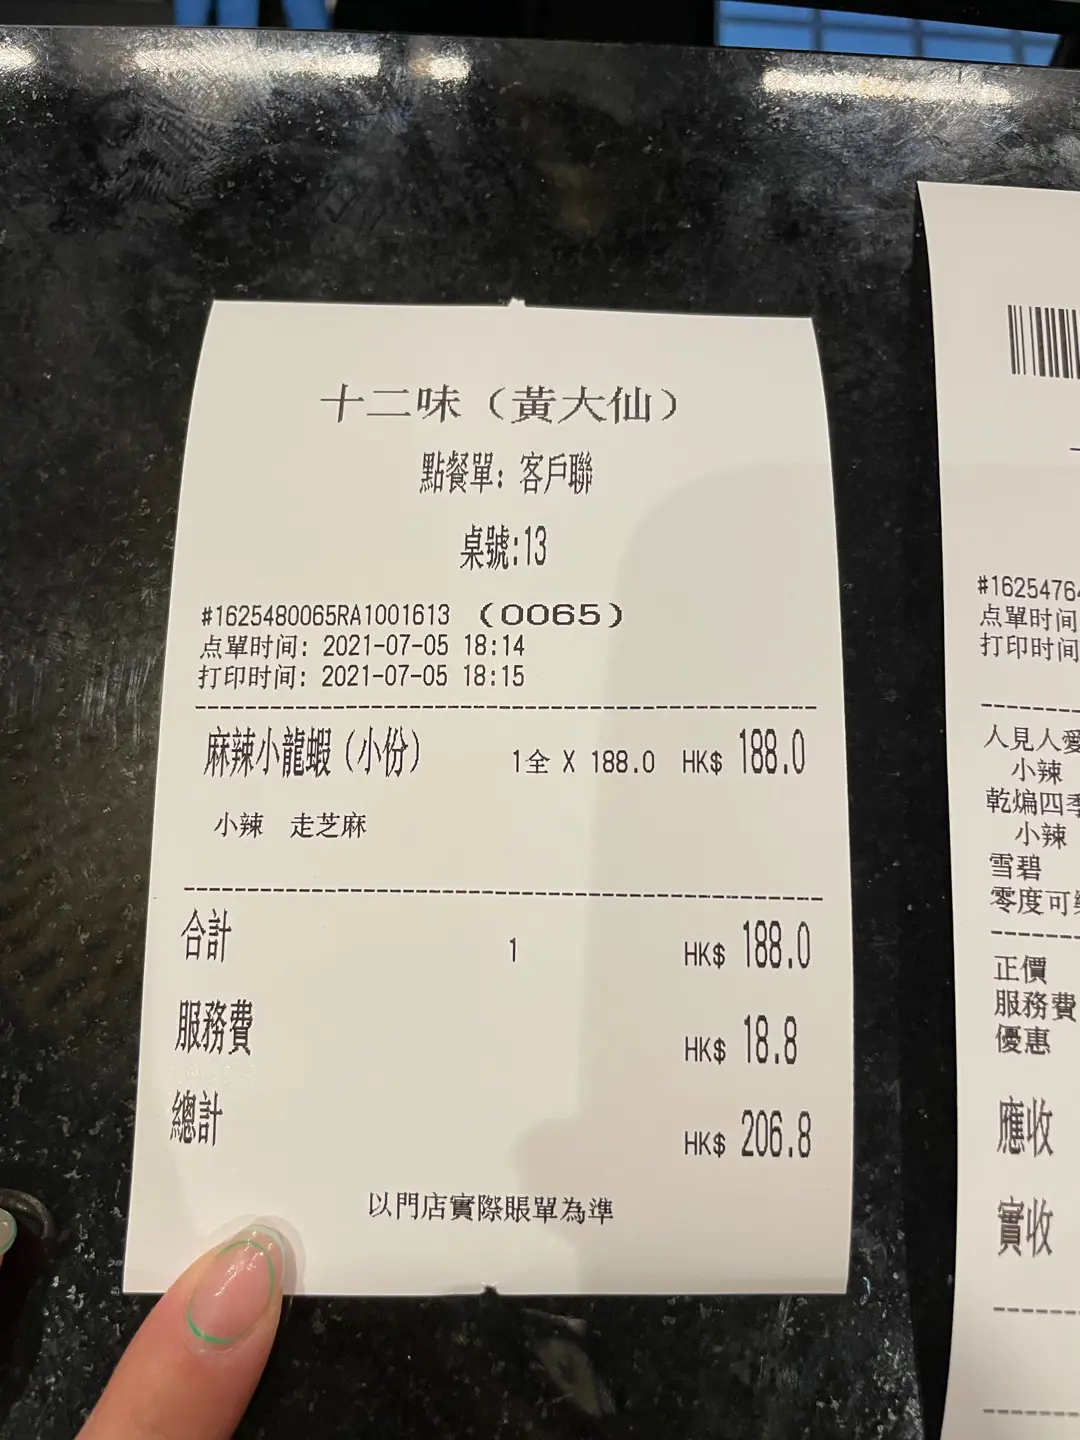 十二味（黃大仙）
點餐單: 客戶聯
桌號:13
#1625480065RA1001613 (0065)
点單时间: 2021-07-05 18:14
打印时间: 2021-07-05 18:15
麻辣小龍蝦(小份) 1全 X 188.0 HK$ 188.0
小辣 走芝麻
合計 1 HK$ 188.0
服務費 HK$ 18.8
總計 HK$ 206.8
以門店實際賬單為準
#1625476
点單时间
打印时间
人見人愛
小辣
乾煸四季
小辣
雪碧
零度可樂
正價
服務費
優惠
應收
實收